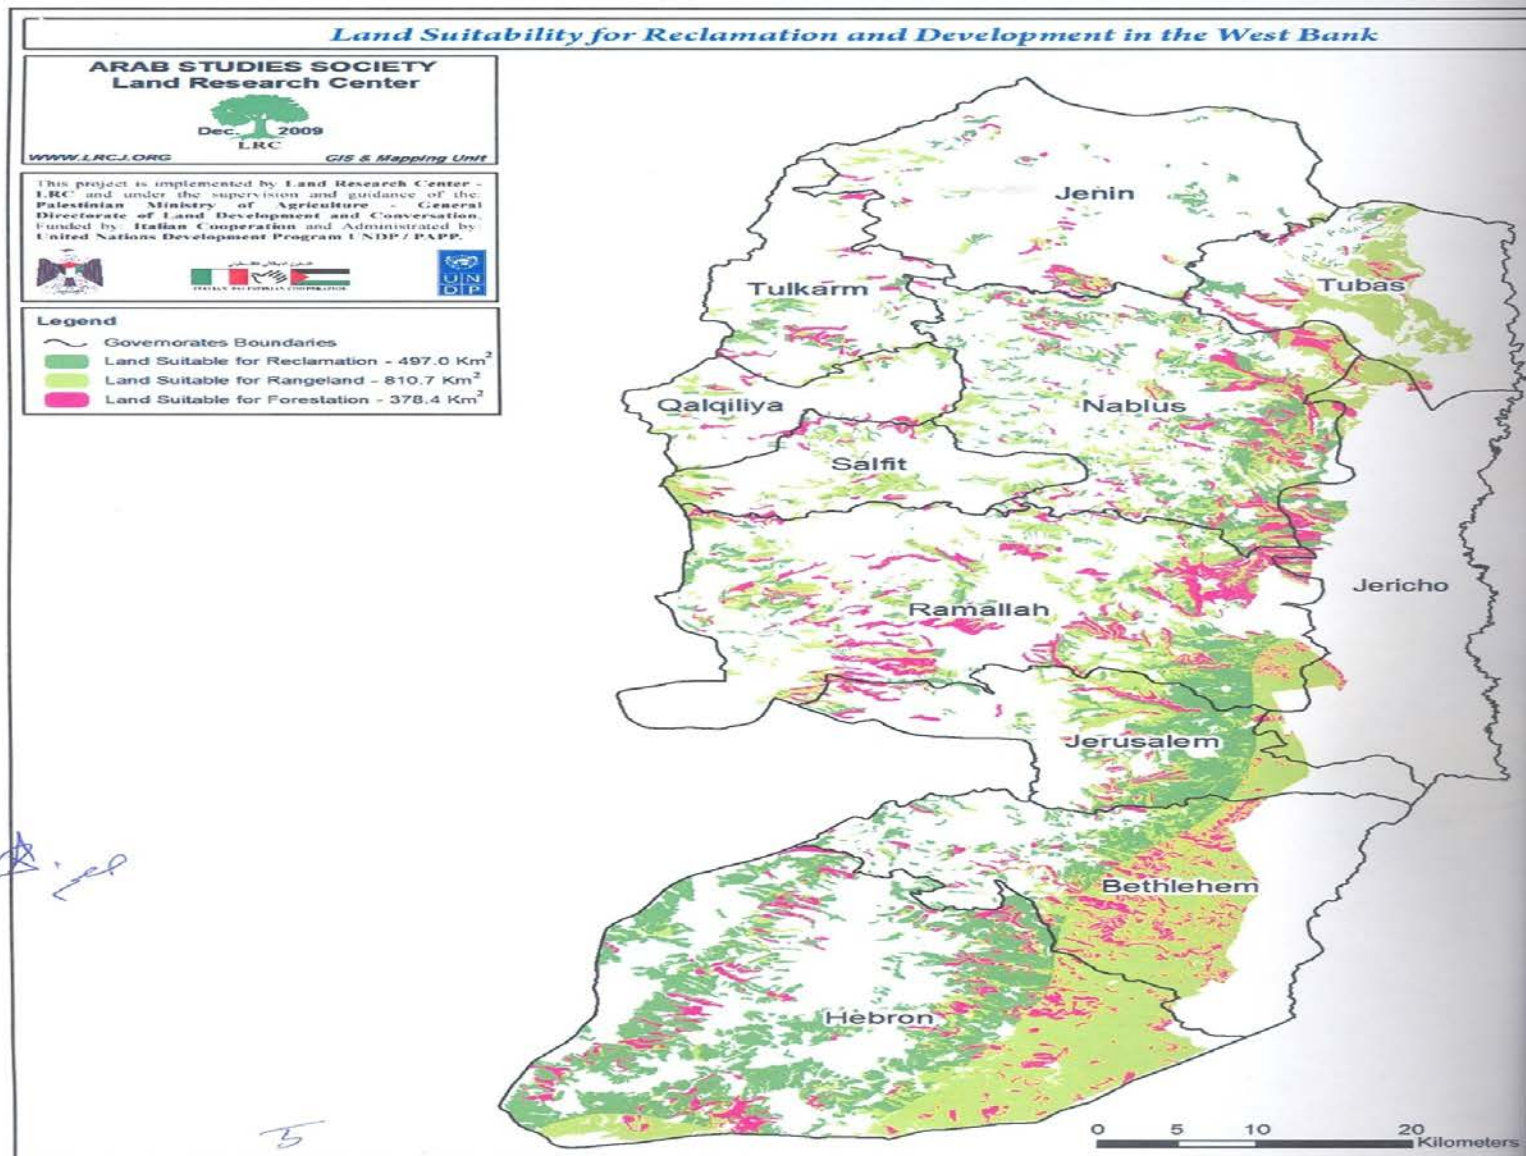 Land Suitability for Reclamation and Development in the West Bank
ARAB STUDIES SOCIETY
Land Research Center
Dec. 2009
LRC
WWW.LRCJ.ORG GIS & Mapping Unit
This project is implemented by Land Research Center -
LRC and under the supervision and guidance of the
Palestinian Ministry of Agriculture - General
Directorate of Land Development and Conversation,
Funded by: Italian Cooperation and Administrated by
United Nations Development Program UNDP / PAPP.
U N
D P
Legend
Governorates Boundaries
Land Suitable for Reclamation - 497.0 Km²
Land Suitable for Rangeland - 810.7 Km²
Land Suitable for Forestation - 378.4 Km²
Jenin
Tubas
Tulkarm
Qalqiliya
Nablus
Salfit
Jericho
Ramallah
Jerusalem
Bethlehem
Hebron
0 5 10 20
Kilometers
5